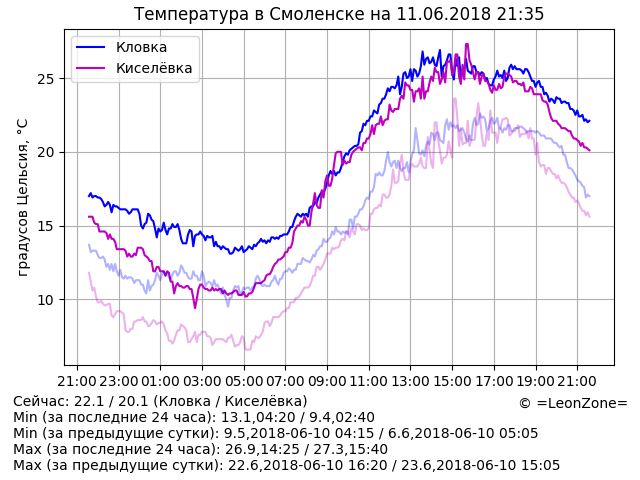 Температура в Смоленске на 11.06.2018 21:35
Кловка
Киселёвка
градусов Цельсия, °C
25
20
15
10
21:00 23:00 01:00 03:00 05:00 07:00 09:00 11:00 13:00 15:00 17:00 19:00 21:00
Сейчас: 22.1 / 20.1 (Кловка / Киселёвка)
© =LeonZone=
Min (за последние 24 часа): 13.1,04:20 / 9.4,02:40
Min (за предыдущие сутки): 9.5,2018-06-10 04:15 / 6.6,2018-06-10 05:05
Max (за последние 24 часа): 26.9,14:25 / 27.3,15:40
Max (за предыдущие сутки): 22.6,2018-06-10 16:20 / 23.6,2018-06-10 15:05